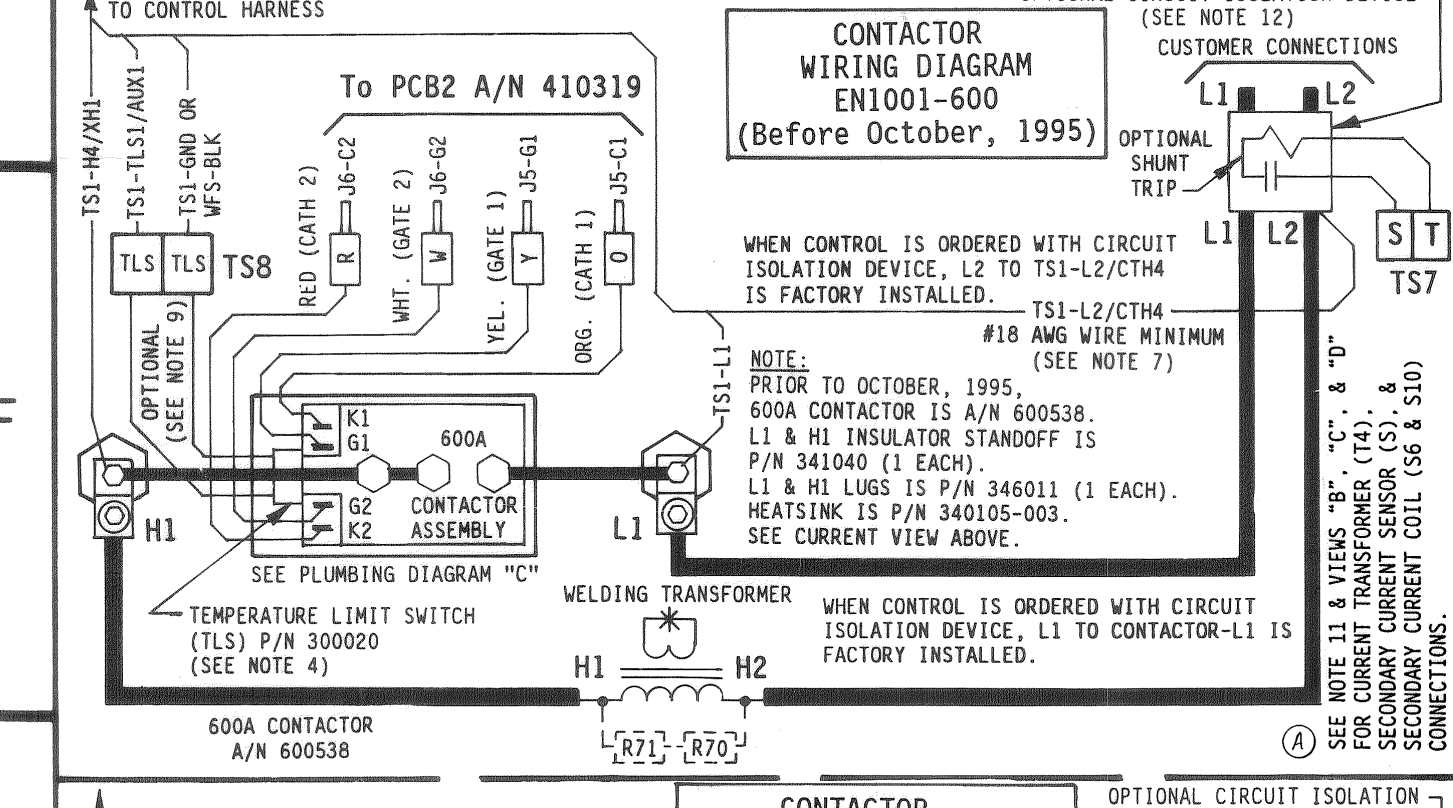 TO CONTROL HARNESS
(SEE NOTE 12)
CUSTOMER CONNECTIONS
CONTACTOR
WIRING DIAGRAM
EN1001-600
(Before October, 1995)
To PCB2 A/N 410319
L1
L2
OPTIONAL
SHUNT
TRIP
TS1-H4/XH1
TS1-TLS1/AUX1
TS1-GND OR
WFS-BLK
RED (CATH 2)
J6-C2
WHT. (GATE 2)
J6-G2
YEL. (GATE 1)
J5-G1
ORG. (CATH 1)
J5-C1
R
W
Y
O
TLS
TLS
TS8
L1
L2
S
T
TS7
WHEN CONTROL IS ORDERED WITH CIRCUIT
ISOLATION DEVICE, L2 TO TS1-L2/CTH4
IS FACTORY INSTALLED.
TS1-L2/CTH4
#18 AWG WIRE MINIMUM
(SEE NOTE 7)
OPTIONAL
(SEE NOTE 9)
TS1-L1
NOTE:
PRIOR TO OCTOBER, 1995,
600A CONTACTOR IS A/N 600538.
L1 & H1 INSULATOR STANDOFF IS
P/N 341040 (1 EACH).
L1 & H1 LUGS IS P/N 346011 (1 EACH).
HEATSINK IS P/N 340105-003.
SEE CURRENT VIEW ABOVE.
K1
G1
600A
G2
K2
CONTACTOR
ASSEMBLY
H1
L1
SEE PLUMBING DIAGRAM "C"
TEMPERATURE LIMIT SWITCH
(TLS) P/N 300020
(SEE NOTE 4)
WELDING TRANSFORMER
H1
H2
WHEN CONTROL IS ORDERED WITH CIRCUIT
ISOLATION DEVICE, L1 TO CONTACTOR-L1 IS
FACTORY INSTALLED.
600A CONTACTOR
A/N 600538
R71
R70
A
SEE NOTE 11 & VIEWS "B", "C", & "D"
FOR CURRENT TRANSFORMER (T4),
SECONDARY CURRENT SENSOR (S), &
SECONDARY CURRENT COIL (S6 & S10)
CONNECTIONS.
CONTACTOR
OPTIONAL CIRCUIT ISOLATION